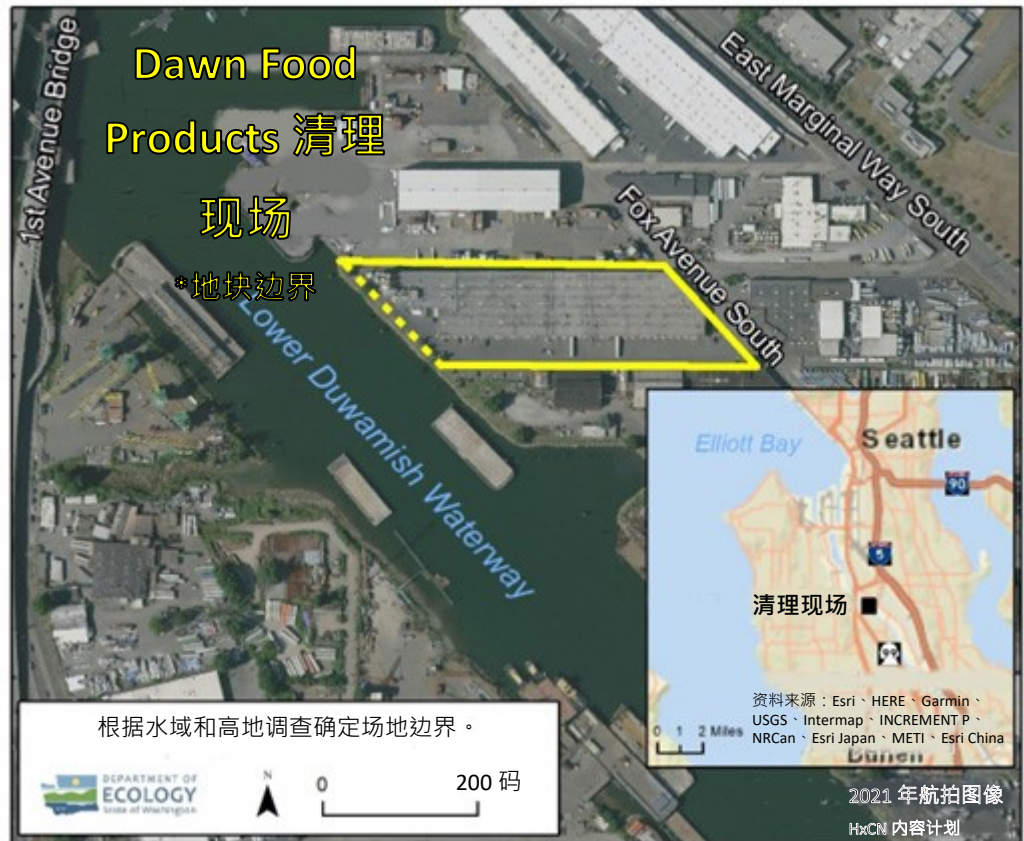 Dawn Food
Products 清理
现场
*地块边界
1st Avenue Bridge
East Marginal Way South
Fox Avenue South
Lower Duwamish Waterway
Elliott Bay
Seattle
90
5
清理现场
99
资料来源：Esri、HERE、Garmin、
USGS、Intermap、INCREMENT P、
NRCan、Esri Japan、METI、Esri China
0 1 2 Miles
Burien
根据水域和高地调查确定场地边界。
DEPARTMENT OF
ECOLOGY
State of Washington
N
0
200 码
2021 年航拍图像
HxCN 内容计划